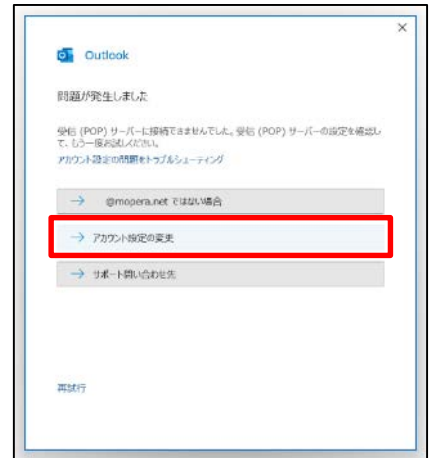 ×
Outlook
問題が発生しました
受信 (POP) サーバーに接続できませんでした。受信 (POP) サーバーの設定を確認し
て、もう一度お試しください。
アカウント設定の問題をトラブルシューティング
→ @mopera.net ではない場合
→ アカウント設定の変更
→ サポート問い合わせ先
再試行